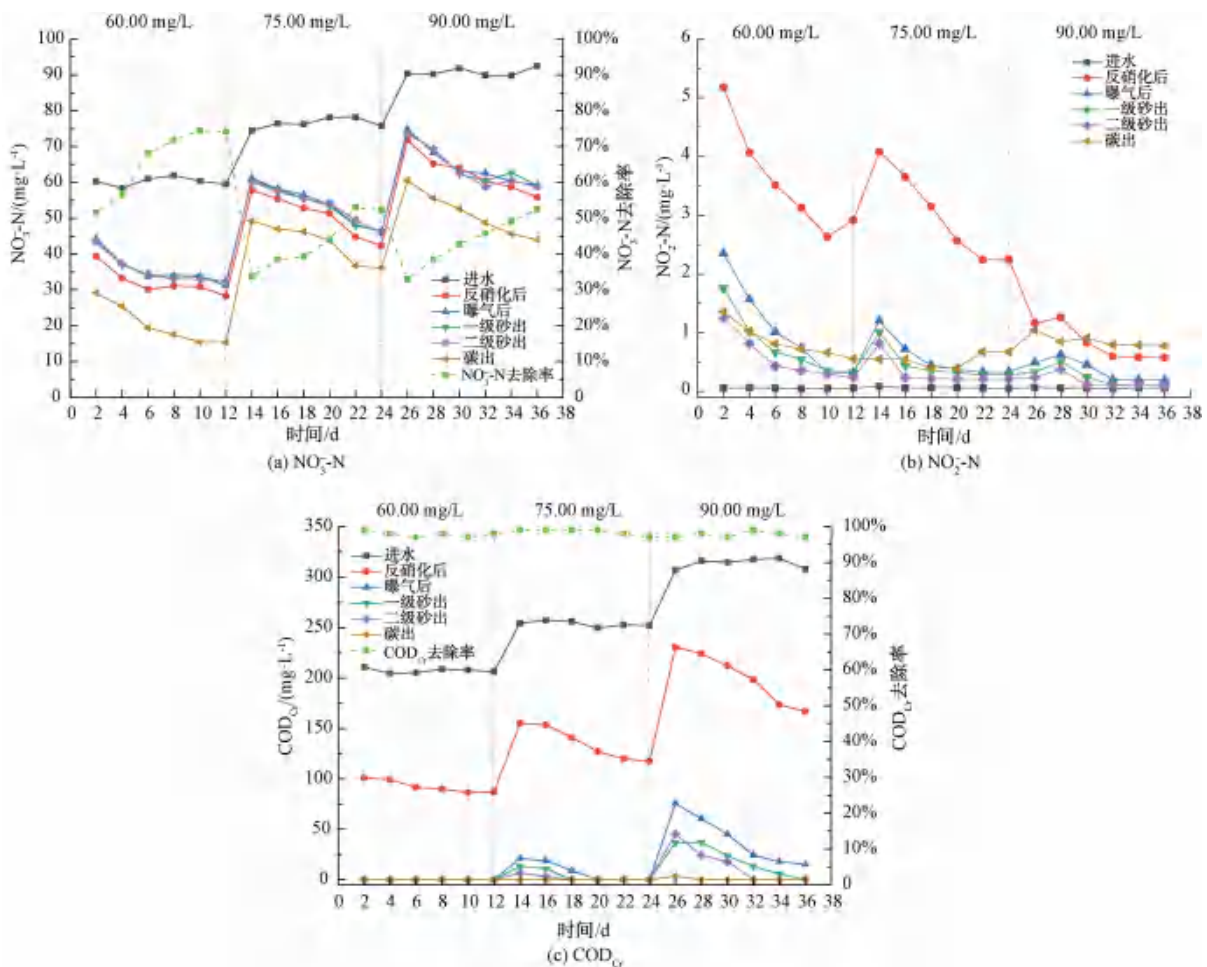 60.00 mg/L 75.00 mg/L 90.00 mg/L
100 100%
90 90%
80 80%
70 70%
60 60%
50 50%
40 40%
30 30%
20 20%
10 10%
0 0
NO₃⁻-N/(mg·L⁻¹)
NO₃⁻-N去除率
进水
反硝化后
曝气后
一级砂出
二级砂出
碳出
NO₃⁻-N去除率
0 2 4 6 8 10 12 14 16 18 20 22 24 26 28 30 32 34 36 38
时间/d
(a) NO₃⁻-N
60.00 mg/L 75.00 mg/L 90.00 mg/L
6
5
4
3
2
1
0
NO₂⁻-N/(mg·L⁻¹)
进水
反硝化后
曝气后
一级砂出
二级砂出
碳出
0 2 4 6 8 10 12 14 16 18 20 22 24 26 28 30 32 34 36 38
时间/d
(b) NO₂⁻-N
60.00 mg/L 75.00 mg/L 90.00 mg/L
350 100%
300 90%
250 80%
200 70%
150 60%
100 50%
50 40%
0 30%
20%
10%
0
COD_Cr/(mg·L⁻¹)
COD_Cr去除率
进水
反硝化后
曝气后
一级砂出
二级砂出
碳出
COD_Cr去除率
0 2 4 6 8 10 12 14 16 18 20 22 24 26 28 30 32 34 36 38
时间/d
(c) COD_Cr